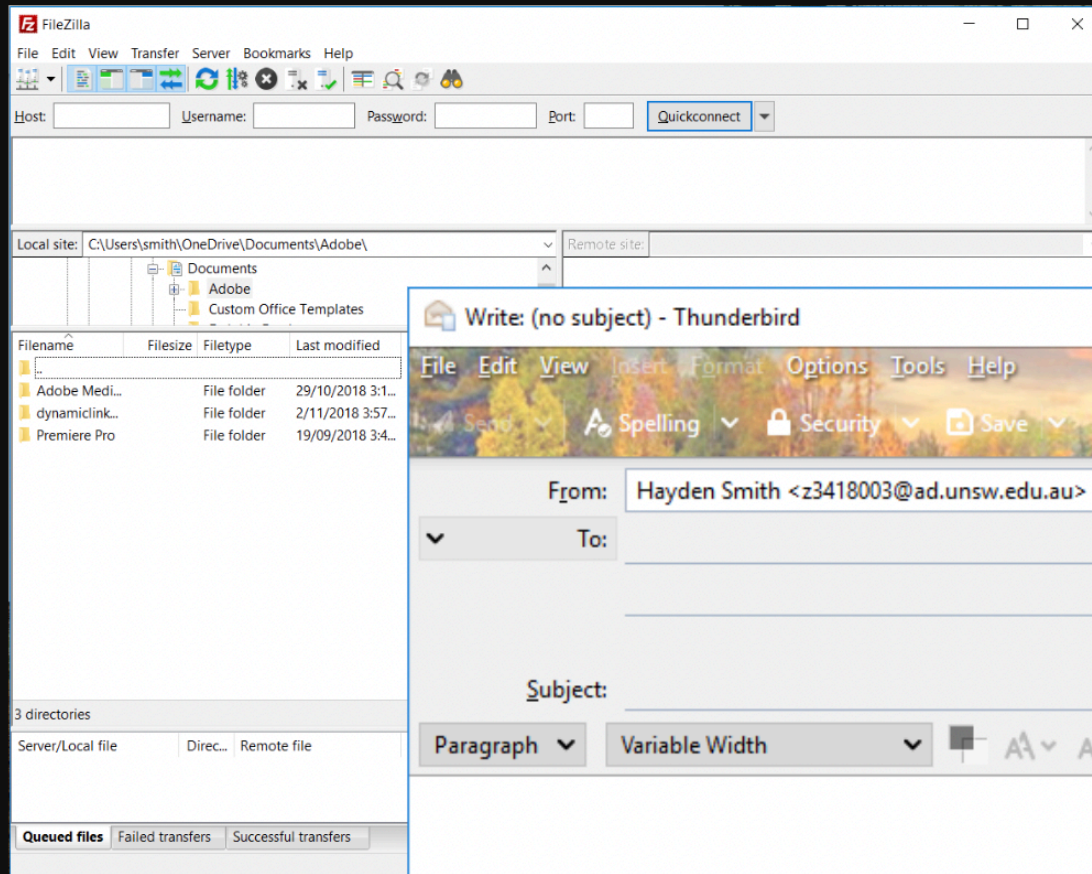 FileZilla
File Edit View Transfer Server Bookmarks Help
Host: Username: Password: Port: Quickconnect
Local site: C:\Users\smith\OneDrive\Documents\Adobe\ Remote site:
Documents
Adobe
Custom Office Templates
Filename Filesize Filetype Last modified
..
Adobe Medi... File folder 29/10/2018 3:1...
dynamiclink... File folder 2/11/2018 3:57...
Premiere Pro File folder 19/09/2018 3:4...
3 directories
Server/Local file Direc... Remote file
Queued files Failed transfers Successful transfers
Write: (no subject) - Thunderbird
File Edit View Insert Format Options Tools Help
Send Spelling Security Save
From: Hayden Smith <z3418003@ad.unsw.edu.au>
To:
Subject:
Paragraph Variable Width